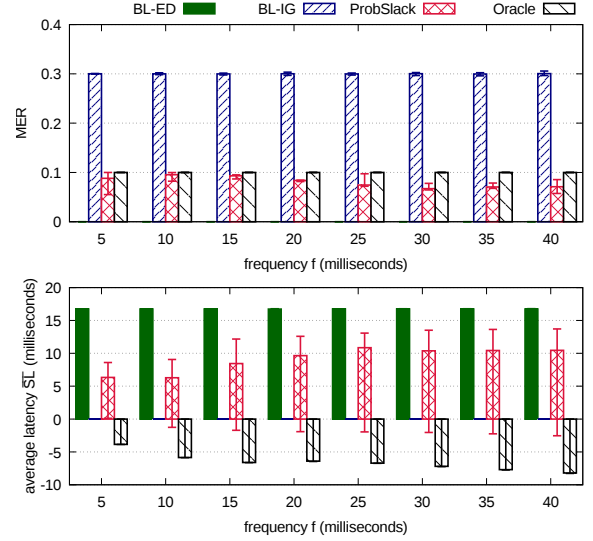 BL-ED BL-IG ProbSlack Oracle
0.4
0.3
0.2
0.1
0
MER
5 10 15 20 25 30 35 40
frequency f (milliseconds)
20
15
10
5
0
-5
-10
average latency S̅L̅ (milliseconds)
5 10 15 20 25 30 35 40
frequency f (milliseconds)